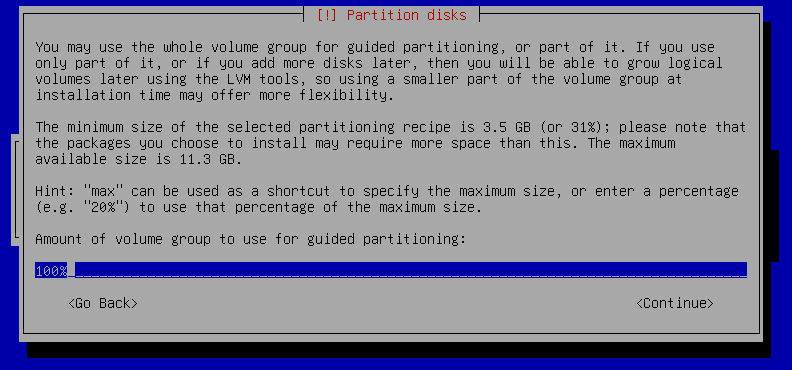 [!] Partition disks
You may use the whole volume group for guided partitioning, or part of it. If you use
only part of it, or if you add more disks later, then you will be able to grow logical
volumes later using the LVM tools, so using a smaller part of the volume group at
installation time may offer more flexibility.
The minimum size of the selected partitioning recipe is 3.5 GB (or 31%); please note that
the packages you choose to install may require more space than this. The maximum
available size is 11.3 GB.
Hint: "max" can be used as a shortcut to specify the maximum size, or enter a percentage
(e.g. "20%") to use that percentage of the maximum size.
Amount of volume group to use for guided partitioning:
100%
<Go Back> <Continue>